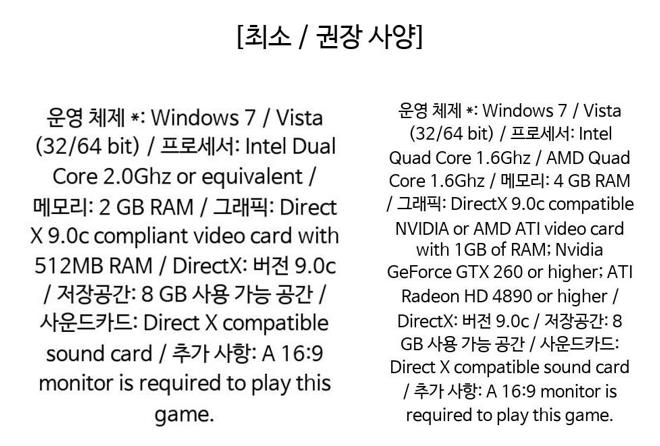 [최소 / 권장 사양]
운영 체제 *: Windows 7 / Vista
(32/64 bit) / 프로세서: Intel Dual
Core 2.0Ghz or equivalent /
메모리: 2 GB RAM / 그래픽: Direct
X 9.0c compliant video card with
512MB RAM / DirectX: 버전 9.0c
/ 저장공간: 8 GB 사용 가능 공간 /
사운드카드: Direct X compatible
sound card / 추가 사항: A 16:9
monitor is required to play this
game.
운영 체제 *: Windows 7 / Vista
(32/64 bit) / 프로세서: Intel
Quad Core 1.6Ghz / AMD Quad
Core 1.6Ghz / 메모리: 4 GB RAM
/ 그래픽: DirectX 9.0c compatible
NVIDIA or AMD ATI video card
with 1GB of RAM; Nvidia
GeForce GTX 260 or higher; ATI
Radeon HD 4890 or higher /
DirectX: 버전 9.0c / 저장공간: 8
GB 사용 가능 공간 / 사운드카드:
Direct X compatible sound card
/ 추가 사항: A 16:9 monitor is
required to play this game.